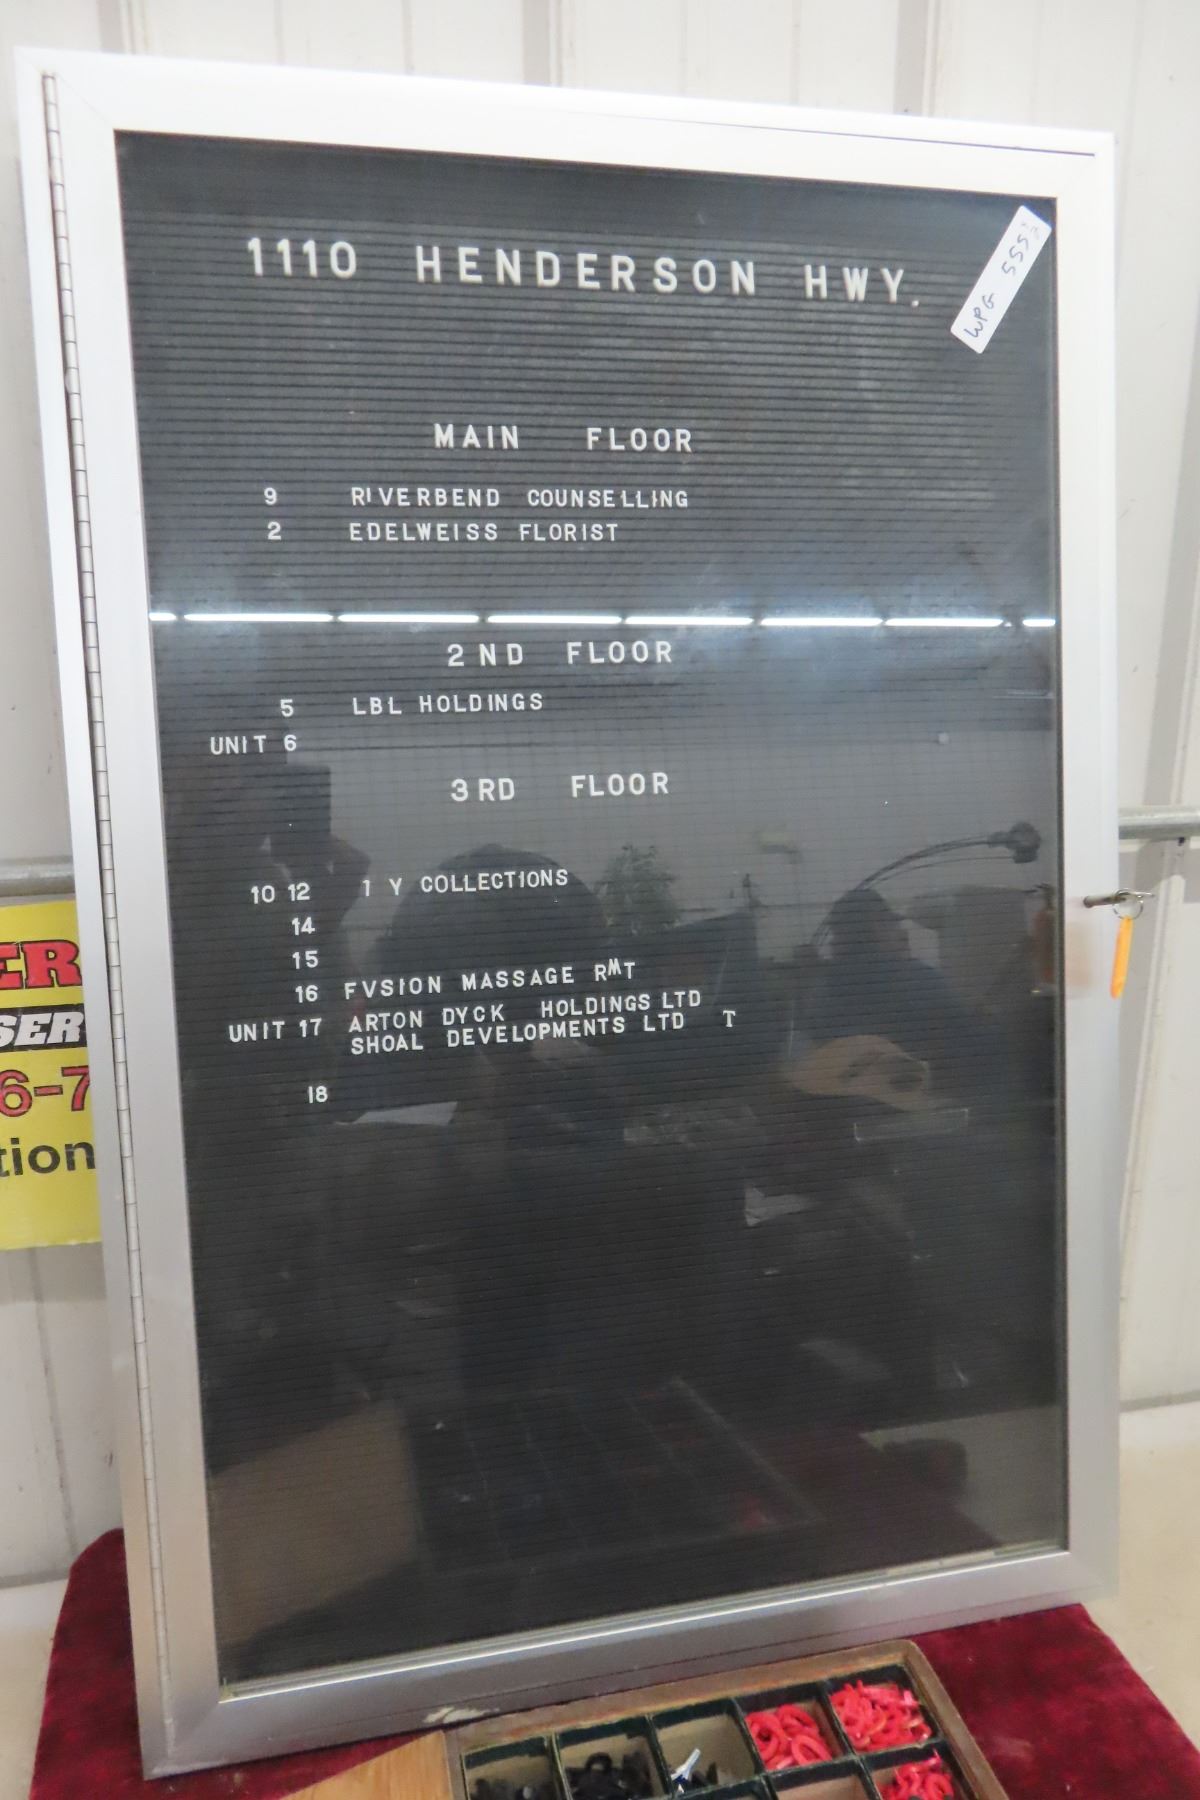 1110 HENDERSON HWY.
WPG 555
MAIN FLOOR
9 RIVERBEND COUNSELLING
2 EDELWEISS FLORIST
2ND FLOOR
5 LBL HOLDINGS
UNIT 6
3RD FLOOR
10 12 1 Y COLLECTIONS
14
15
16 FVSION MASSAGE RMT
UNIT 17 ARTON DYCK HOLDINGS LTD
SHOAL DEVELOPMENTS LTD T
18
ER
SER
6-7
tion